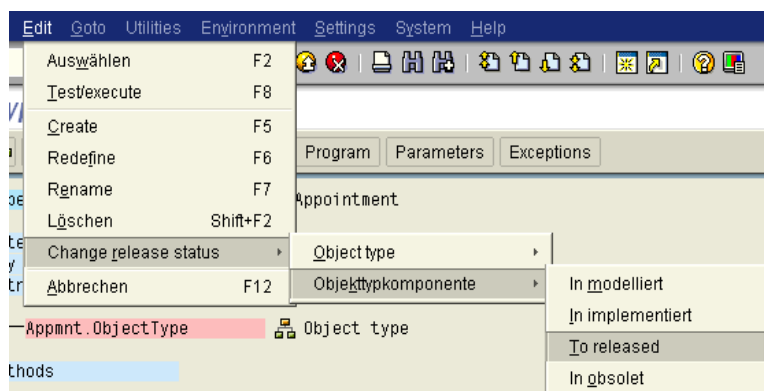 Edit Goto Utilities Environment Settings System Help
Auswählen F2
Test/execute F8
Create F5
Redefine F6
Program Parameters Exceptions
Rename F7
Appointment
Löschen Shift+F2
Change release status
Object type
Abbrechen F12
Objekttypkomponente
In modelliert
In implementiert
Appmnt.ObjectType Object type
To released
In obsolet